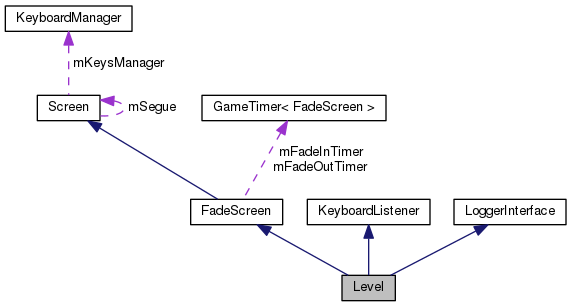 KeyboardManager
mKeysManager
Screen
mSegue
GameTimer< FadeScreen >
mFadeInTimer
mFadeOutTimer
FadeScreen
KeyboardListener
LoggerInterface
Level